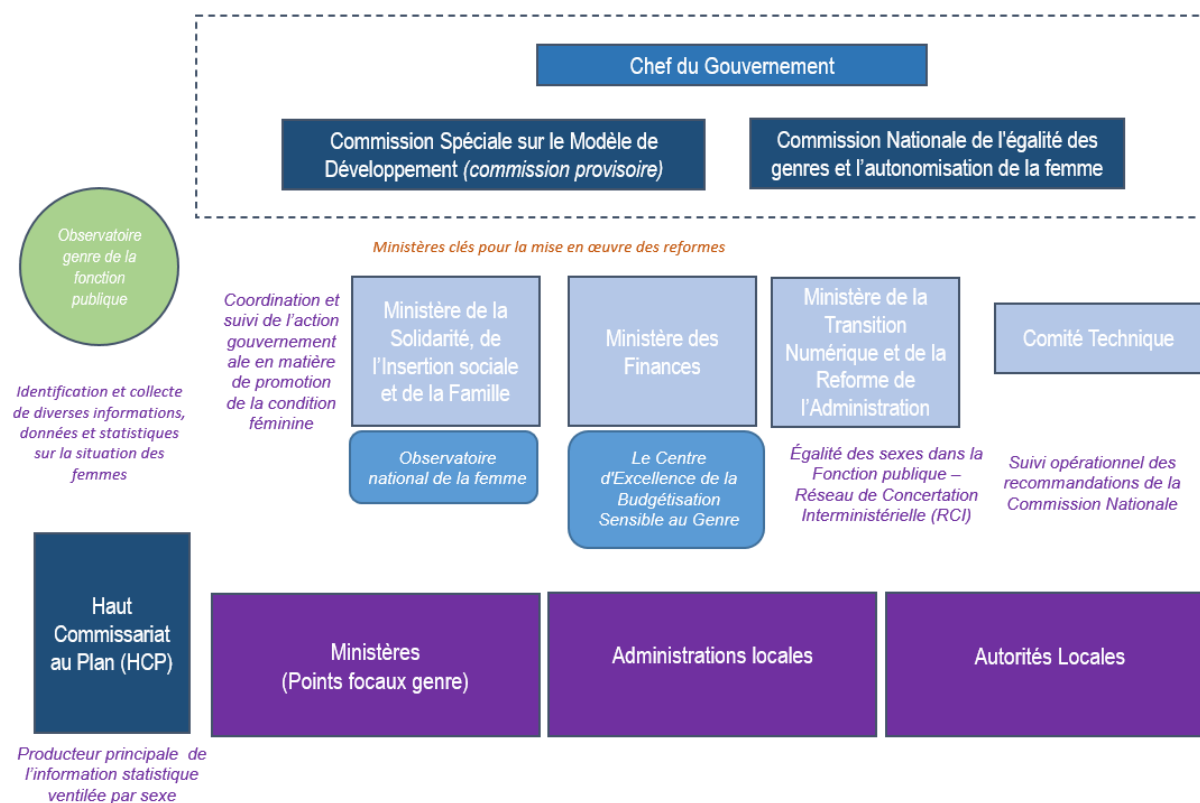 Chef du Gouvernement
Commission Spéciale sur le Modèle de
Développement (commission provisoire)
Commission Nationale de l'égalité des
genres et l'autonomisation de la femme
Observatoire
genre de la
fonction
publique
Identification et collecte
de diverses informations,
données et statistiques
sur la situation des
femmes
Ministères clés pour la mise en œuvre des reformes
Coordination et
suivi de l'action
gouvernement
ale en matière
de promotion
de la condition
féminine
Ministère de la
Solidarité, de
l'Insertion sociale
et de la Famille
Observatoire
national de la femme
Ministère des
Finances
Le Centre
d'Excellence de la
Budgétisation
Sensible au Genre
Ministère de la
Transition
Numérique et de la
Reforme de
l'Administration
Égalité des sexes dans la
Fonction publique –
Réseau de Concertation
Interministérielle (RCI)
Comité Technique
Suivi opérationnel des
recommandations de la
Commission Nationale
Haut
Commissariat
au Plan (HCP)
Producteur principale de
l'information statistique
ventilée par sexe
Ministères
(Points focaux genre)
Administrations locales
Autorités Locales